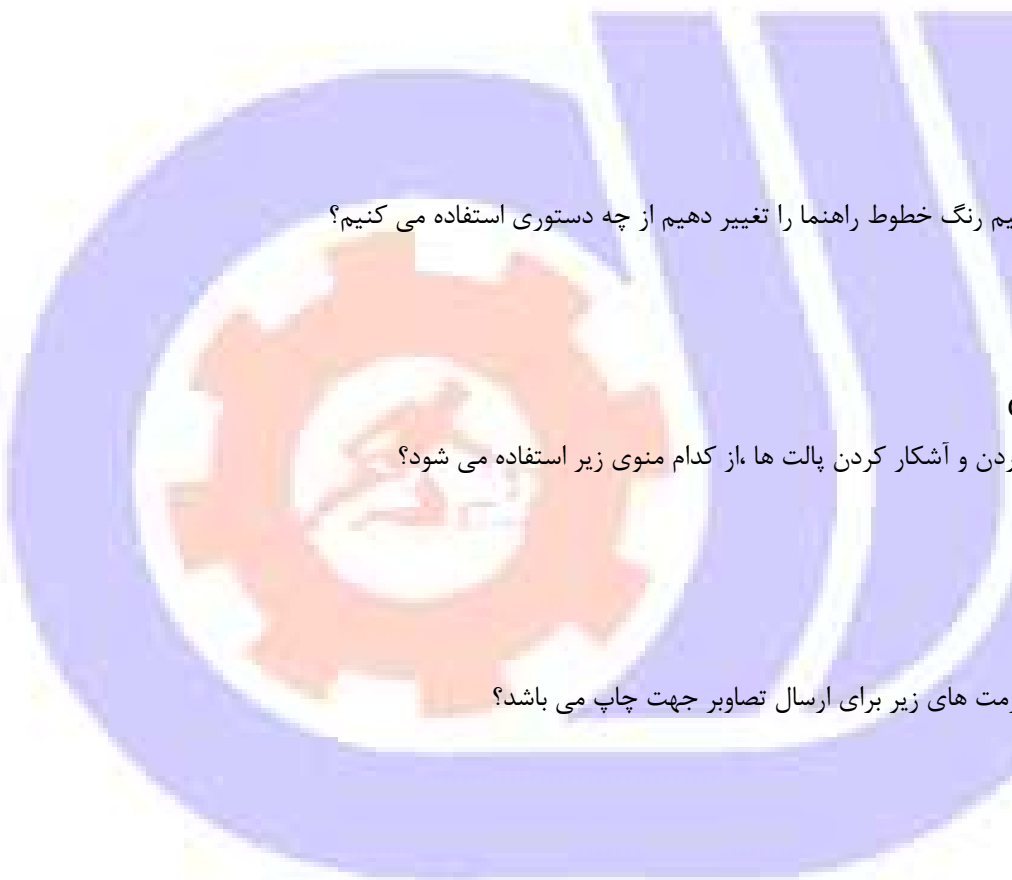 یم رنگ خطوط راهنما را تغییر دهیم از چه دستوری استفاده می کنیم؟
ردن و آشکار کردن پالت ها ،از کدام منوی زیر استفاده می شود؟
رمت های زیر برای ارسال تصاوبر جهت چاپ می باشد؟